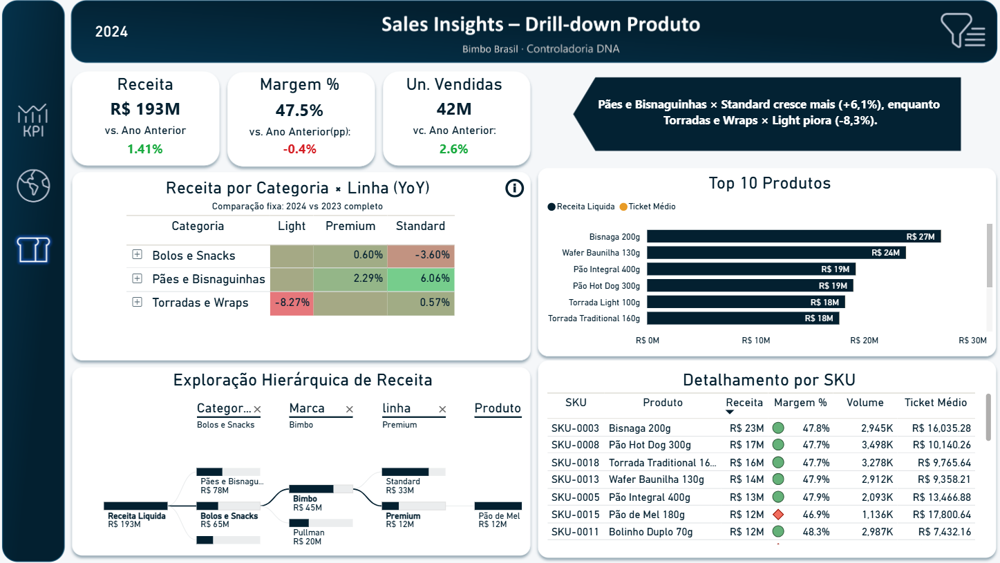 2024
Sales Insights – Drill-down Produto
Bimbo Brasil · Controladoria DNA
KPI
Receita
R$ 193M
vs. Ano Anterior
1.41%
Margem %
47.5%
vs. Ano Anterior(pp):
-0.4%
Un. Vendidas
42M
vc. Ano Anterior:
2.6%
Pães e Bisnaguinhas × Standard cresce mais (+6,1%), enquanto
Torradas e Wraps × Light piora (-8,3%).
Receita por Categoria × Linha (YoY)
Comparação fixa: 2024 vs 2023 completo
Categoria Light Premium Standard
Bolos e Snacks 0.60% -3.60%
Pães e Bisnaguinhas 2.29% 6.06%
Torradas e Wraps -8.27% 0.57%
Top 10 Produtos
Receita Liquida Ticket Médio
Bisnaga 200g R$ 27M
Wafer Baunilha 130g R$ 24M
Pão Integral 400g R$ 19M
Pão Hot Dog 300g R$ 19M
Torrada Light 100g R$ 18M
Torrada Traditional 160g R$ 18M
R$ 0M R$ 10M R$ 20M R$ 30M
Exploração Hierárquica de Receita
Categor... × Marca × linha × Produto
Bolos e Snacks Bimbo Premium
Receita Liquida
R$ 193M
Pães e Bisnagu...
R$ 78M
Bolos e Snacks
R$ 65M
Bimbo
R$ 45M
Pullman
R$ 20M
Standard
R$ 33M
Premium
R$ 12M
Pão de Mel
R$ 12M
Detalhamento por SKU
SKU Produto Receita Margem % Volume Ticket Médio
SKU-0003 Bisnaga 200g R$ 23M 47.8% 2,945K R$ 16,035.28
SKU-0008 Pão Hot Dog 300g R$ 17M 47.7% 3,498K R$ 10,140.26
SKU-0018 Torrada Traditional 16... R$ 16M 47.7% 3,278K R$ 9,765.64
SKU-0013 Wafer Baunilha 130g R$ 14M 47.9% 2,912K R$ 9,358.21
SKU-0005 Pão Integral 400g R$ 13M 47.9% 2,093K R$ 13,466.88
SKU-0015 Pão de Mel 180g R$ 12M 46.9% 1,136K R$ 17,800.64
SKU-0011 Bolinho Duplo 70g R$ 12M 48.3% 2,987K R$ 7,432.16